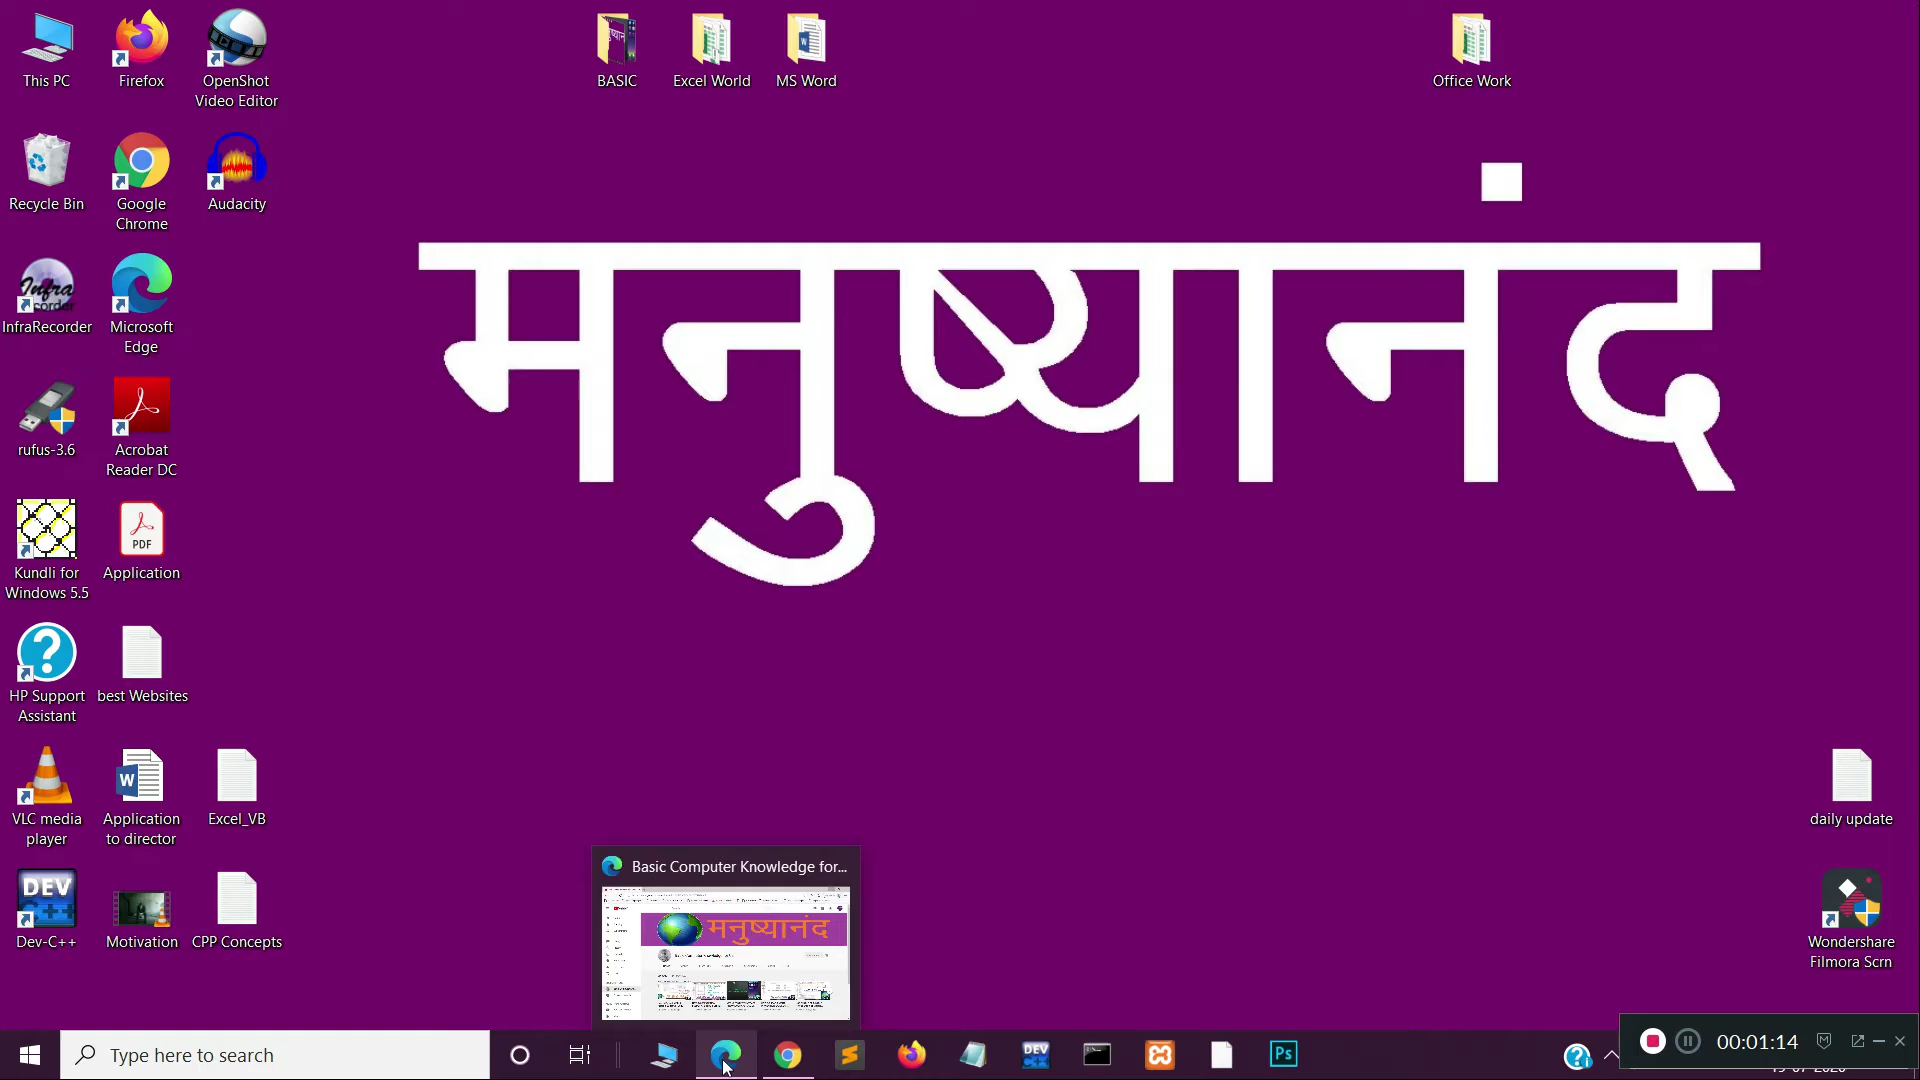 This PC
Firefox
OpenShot
Video Editor
BASIC
Excel World
MS Word
Office Work
Recycle Bin
Google
Chrome
Audacity
मनुष्यानंद
InfraRecorder
Microsoft
Edge
rufus-3.6
Acrobat
Reader DC
PDF
Kundli for
Windows 5.5
Application
HP Support
Assistant
best Websites
VLC media
player
Application
to director
Excel_VB
daily update
Basic Computer Knowledge for...
मनुष्यानंद
DEV
C++
Dev-C++
Motivation
CPP Concepts
Wondershare
Filmora Scrn
Type here to search
DEV
Ps
00:01:14